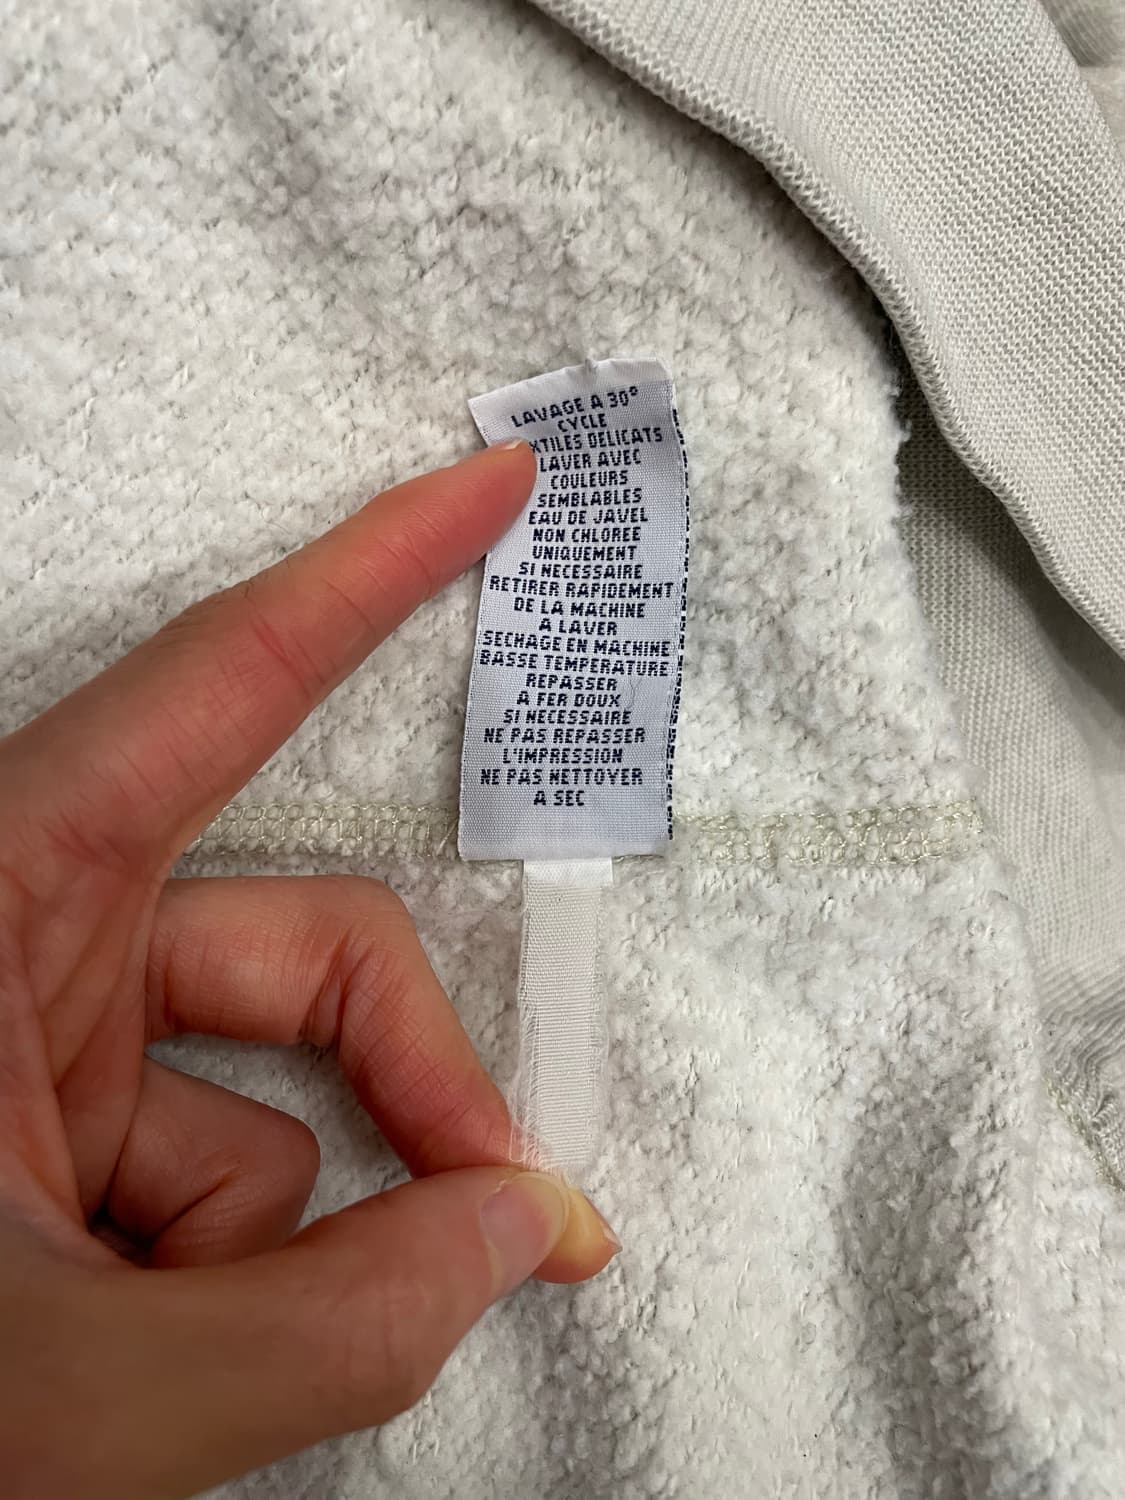 LAVAGE A 30°
CYCLE
XTILES DELICATS
LAVER AVEC
COULEURS
SEMBLABLES
EAU DE JAVEL
NON CHLOREE
UNIQUEMENT
SI NECESSAIRE
RETIRER RAPIDEMENT
DE LA MACHINE
A LAVER
SECHAGE EN MACHINE
BASSE TEMPERATURE
REPASSER
A FER DOUX
SI NECESSAIRE
NE PAS REPASSER
L'IMPRESSION
NE PAS NETTOYER
A SEC